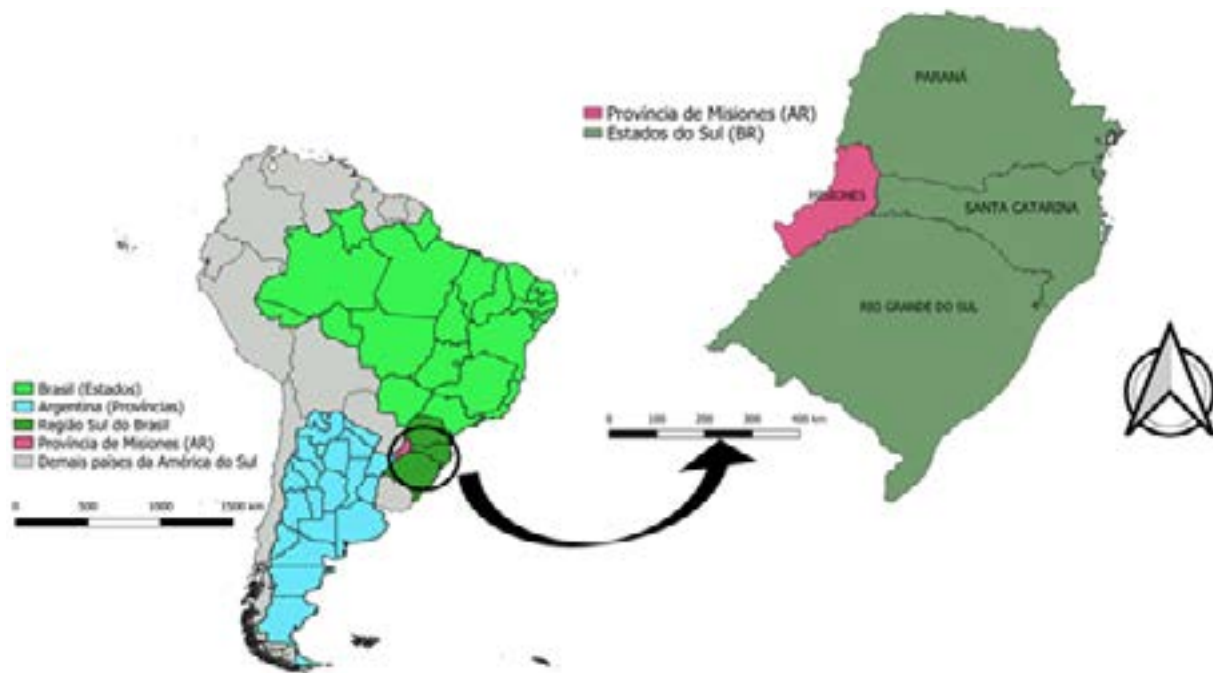 Brasil (Estados)
Argentina (Províncias)
Região Sul do Brasil
Província de Misiones (AR)
Demais países da América do Sul
0 500 1000 1500 km
Província de Misiones (AR)
Estados do Sul (BR)
PARANÁ
MISIONES
SANTA CATARINA
RIO GRANDE DO SUL
0 100 200 300 400 km